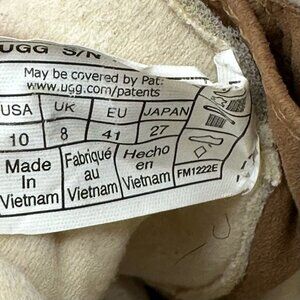 UGG S/N
May be covered by Pat.
www.ugg.com/patents
USA UK EU JAPAN
10 8 41 27
Made In Vietnam
Fabriqué au Vietnam
Hecho en Vietnam
FM1222E